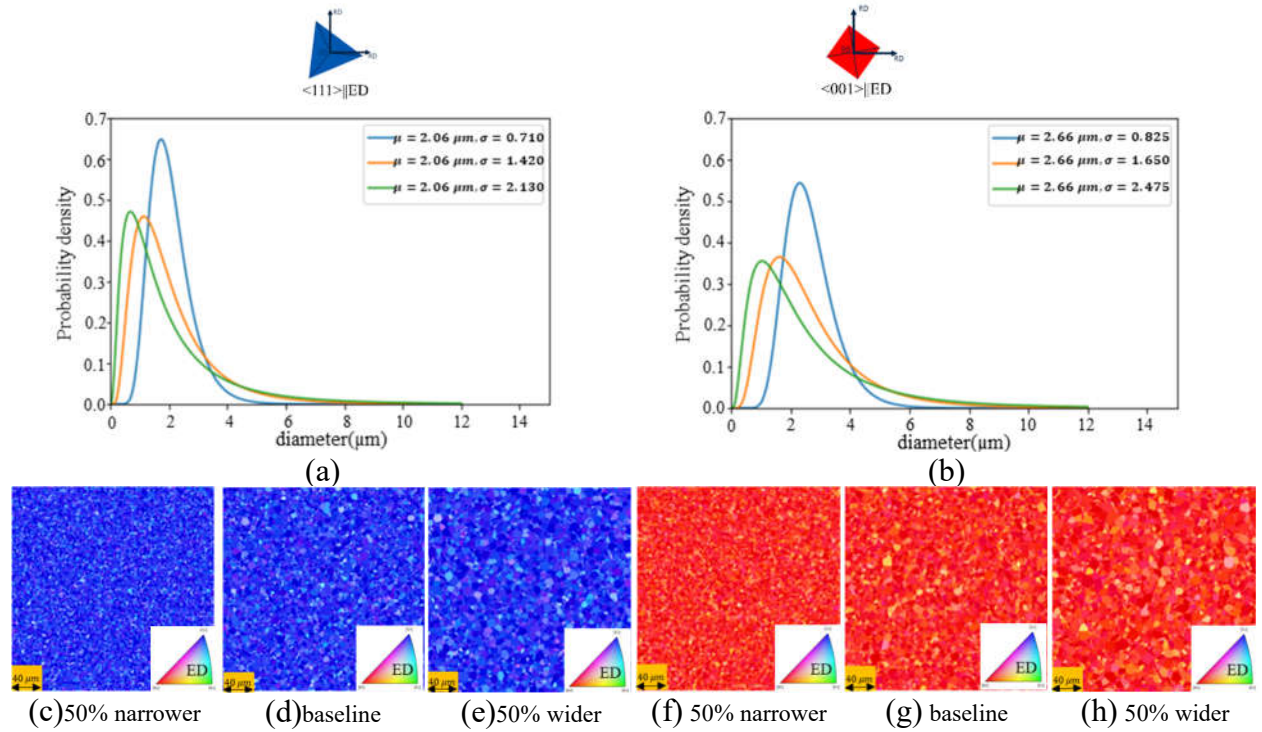 RD
RD
<111>||ED
0.7
0.6
0.5
0.4
0.3
0.2
0.1
0.0
Probability density
μ = 2.06 μm, σ = 0.710
μ = 2.06 μm, σ = 1.420
μ = 2.06 μm, σ = 2.130
0 2 4 6 8 10 12 14
diameter(μm)
(a)
RD
RD
<001>||ED
0.7
0.6
0.5
0.4
0.3
0.2
0.1
0.0
Probability density
μ = 2.66 μm, σ = 0.825
μ = 2.66 μm, σ = 1.650
μ = 2.66 μm, σ = 2.475
0 2 4 6 8 10 12 14
diameter(μm)
(b)
40 μm ED
40 μm ED
40 μm ED
40 μm ED
40 μm ED
40 μm ED
(c)50% narrower (d)baseline (e)50% wider (f) 50% narrower (g) baseline (h) 50% wider